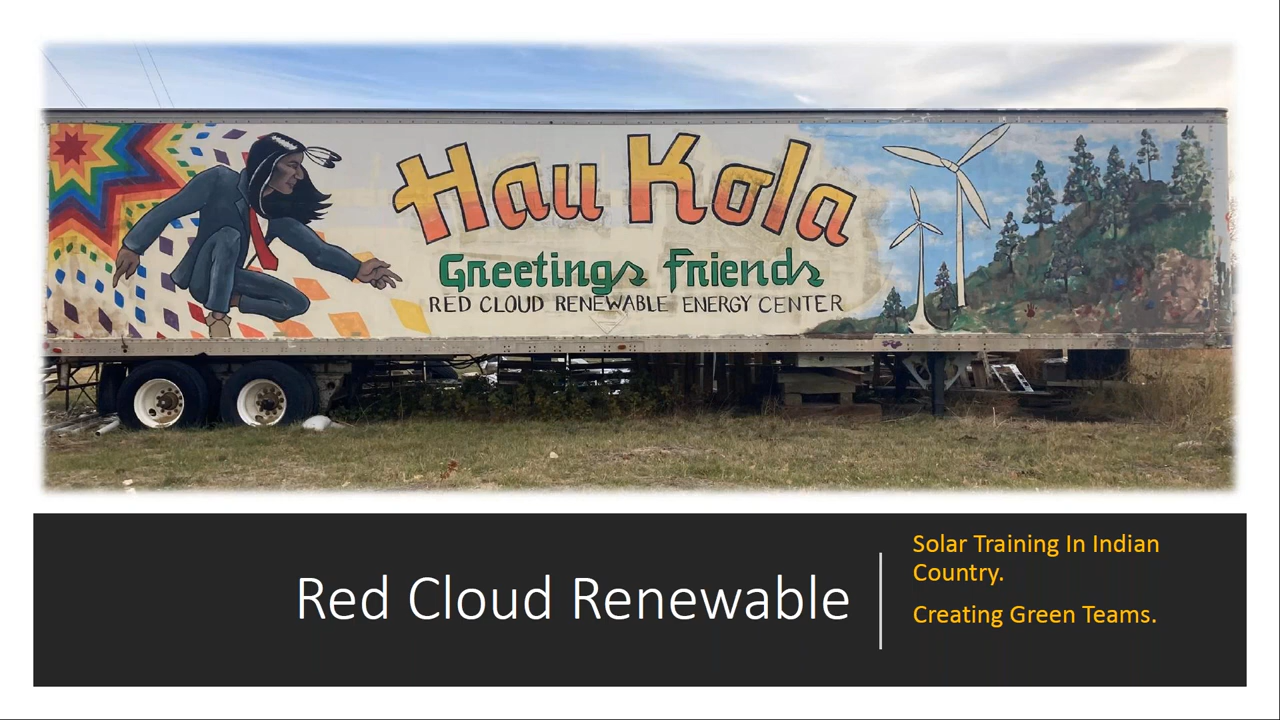 Hau Kola
Greetings Friends
RED CLOUD RENEWABLE ENERGY CENTER
Red Cloud Renewable
Solar Training In Indian
Country.
Creating Green Teams.